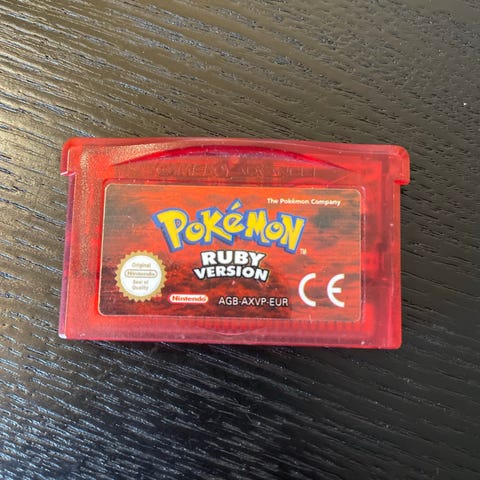 GAME BOY ADVANCE
The Pokémon Company
POKéMON
™
RUBY
VERSION
Original
Nintendo
Seal of
Quality
Nintendo
AGB-AXVP-EUR
CE